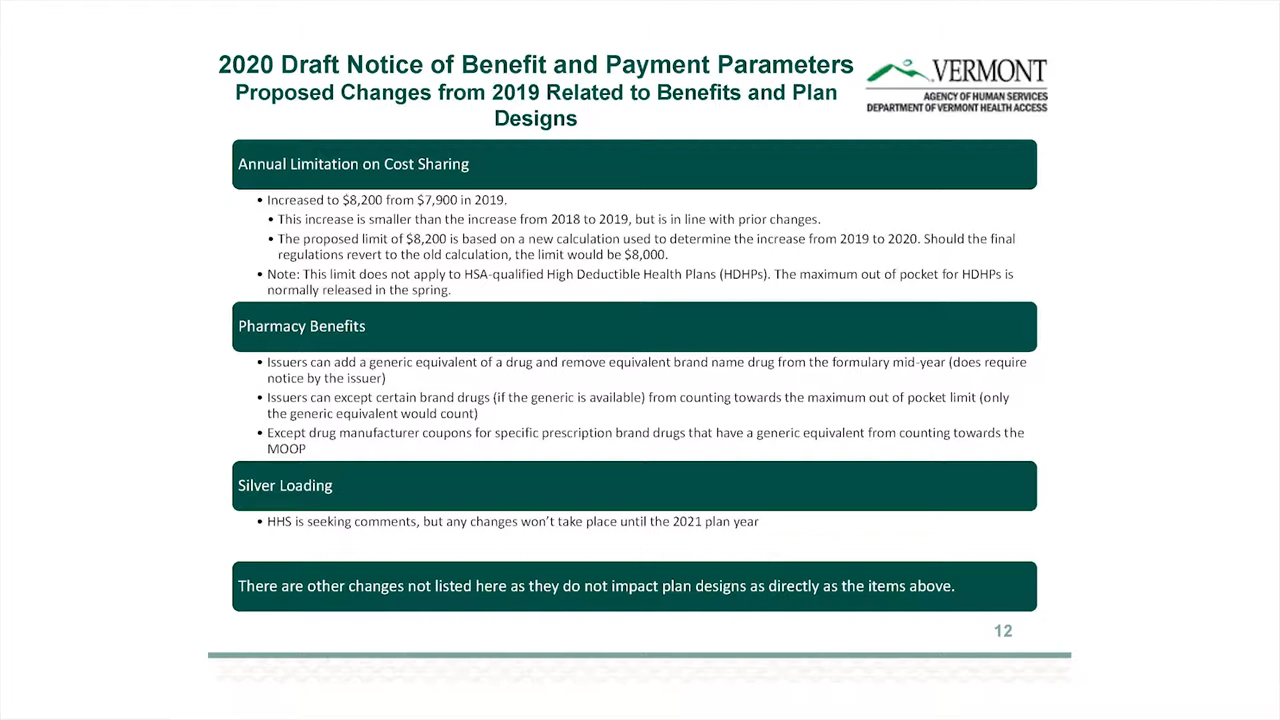 2020 Draft Notice of Benefit and Payment Parameters
Proposed Changes from 2019 Related to Benefits and Plan
Designs
VERMONT
AGENCY OF HUMAN SERVICES
DEPARTMENT OF VERMONT HEALTH ACCESS
Annual Limitation on Cost Sharing
• Increased to $8,200 from $7,900 in 2019.
• This increase is smaller than the increase from 2018 to 2019, but is in line with prior changes.
• The proposed limit of $8,200 is based on a new calculation used to determine the increase from 2019 to 2020. Should the final
regulations revert to the old calculation, the limit would be $8,000.
• Note: This limit does not apply to HSA-qualified High Deductible Health Plans (HDHPs). The maximum out of pocket for HDHPs is
normally released in the spring.
Pharmacy Benefits
• Issuers can add a generic equivalent of a drug and remove equivalent brand name drug from the formulary mid-year (does require
notice by the issuer)
• Issuers can except certain brand drugs (if the generic is available) from counting towards the maximum out of pocket limit (only
the generic equivalent would count)
• Except drug manufacturer coupons for specific prescription brand drugs that have a generic equivalent from counting towards the
MOOP
Silver Loading
• HHS is seeking comments, but any changes won't take place until the 2021 plan year
There are other changes not listed here as they do not impact plan designs as directly as the items above.
12